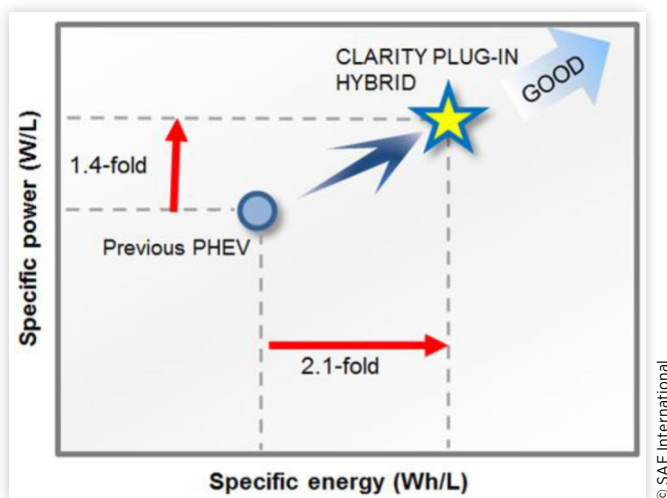 CLARITY PLUG-IN
HYBRID
GOOD
1.4-fold
Previous PHEV
2.1-fold
Specific power (W/L)
Specific energy (Wh/L)
© SAE International